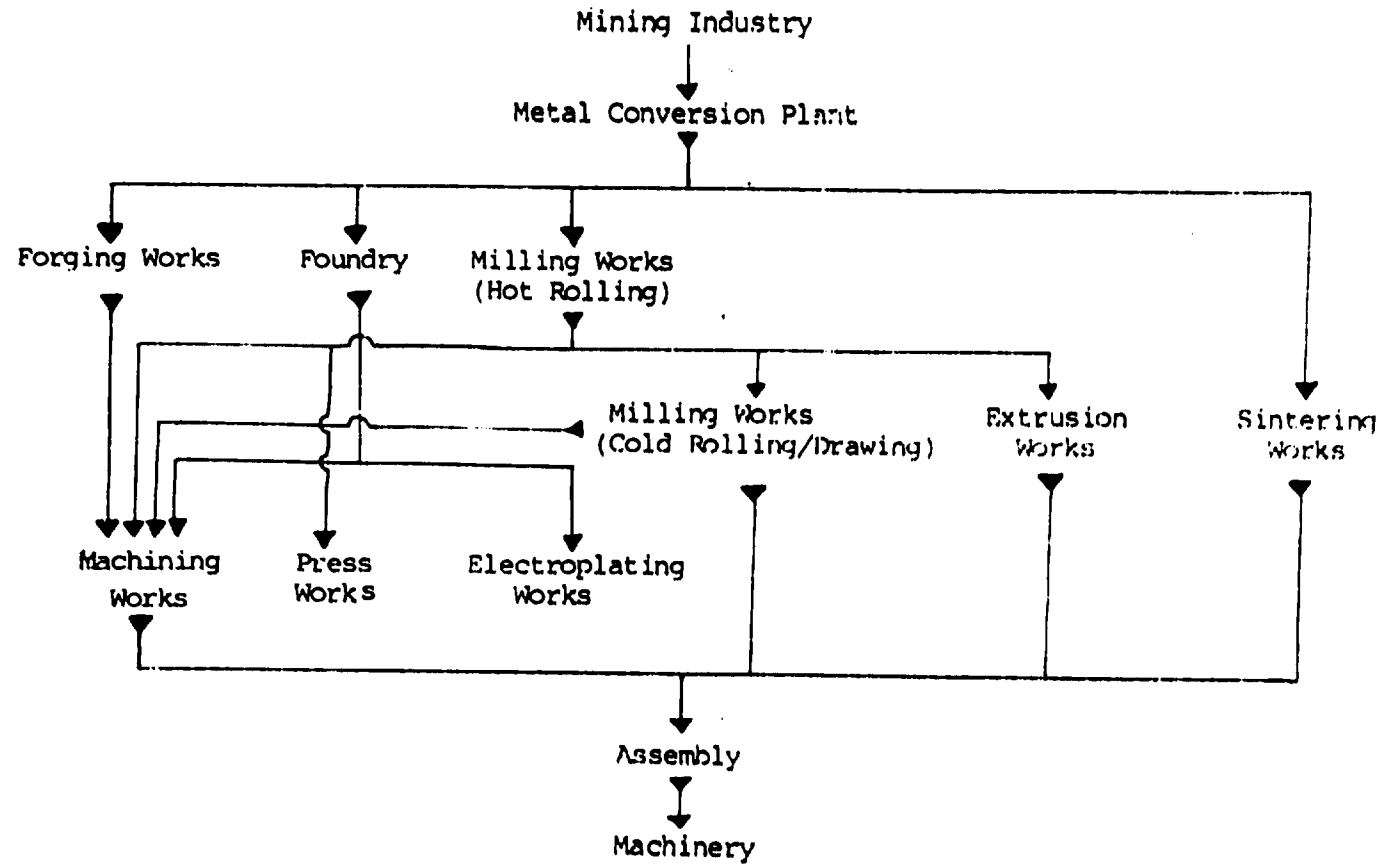 Mining Industry
Metal Conversion Plant
Forging Works
Foundry
Milling Works
(Hot Rolling)
Milling Works
(Cold Rolling/Drawing)
Extrusion
Works
Sintering
Works
Machining
Works
Press
Works
Electroplating
Works
Assembly
Machinery